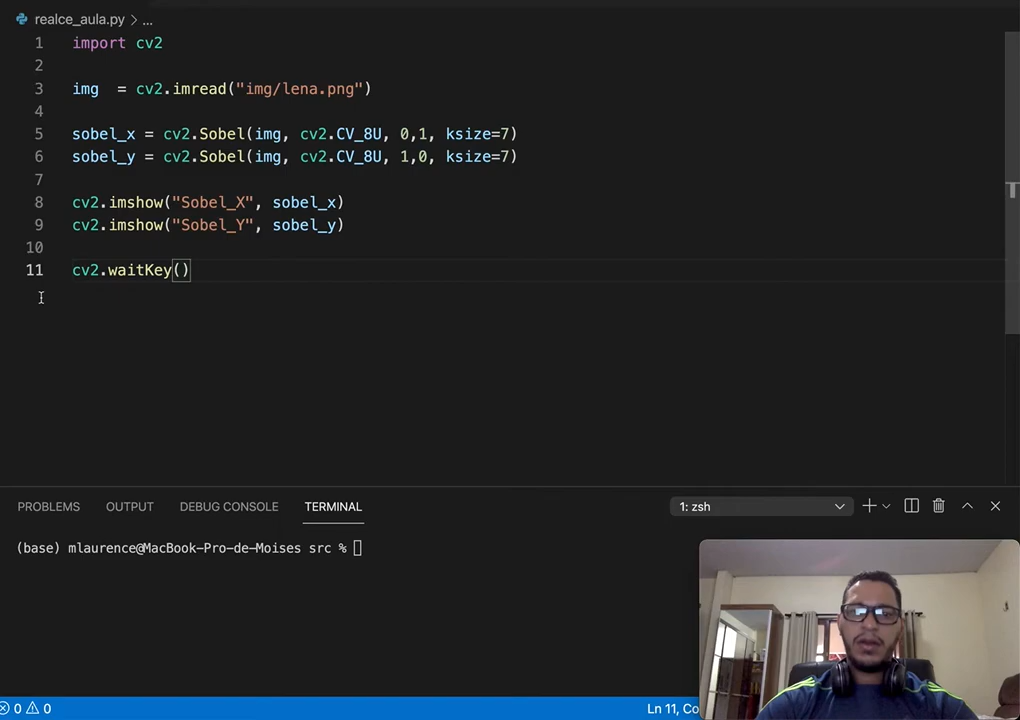 realce_aula.py > ...
1 import cv2
2
3 img  = cv2.imread("img/lena.png")
4
5 sobel_x = cv2.Sobel(img, cv2.CV_8U, 0,1, ksize=7)
6 sobel_y = cv2.Sobel(img, cv2.CV_8U, 1,0, ksize=7)
7
8 cv2.imshow("Sobel_X", sobel_x)
9 cv2.imshow("Sobel_Y", sobel_y)
10
11 cv2.waitKey()
PROBLEMS OUTPUT DEBUG CONSOLE TERMINAL 1: zsh
(base) mlaurence@MacBook-Pro-de-Moises src %
0 0 Ln 11, Co